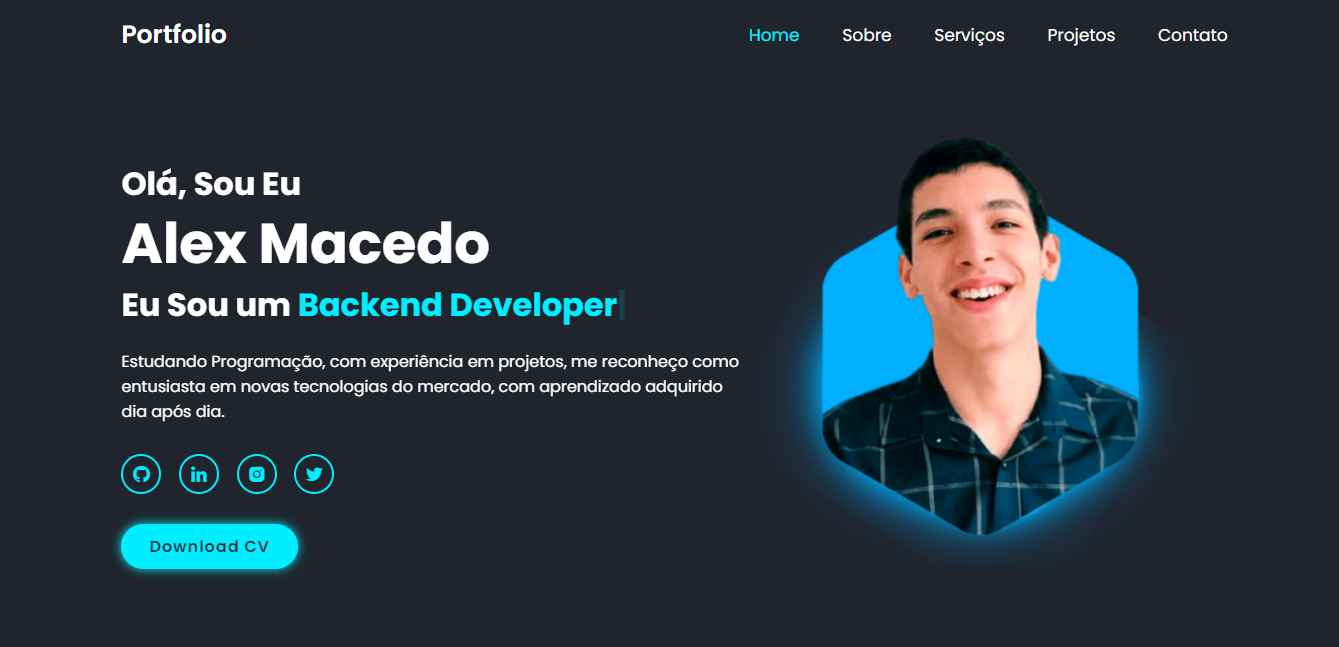 Portfolio
Home Sobre Serviços Projetos Contato
Olá, Sou Eu
Alex Macedo
Eu Sou um Backend Developer
Estudando Programação, com experiência em projetos, me reconheço como
entusiasta em novas tecnologias do mercado, com aprendizado adquirido
dia após dia.
in
Download CV